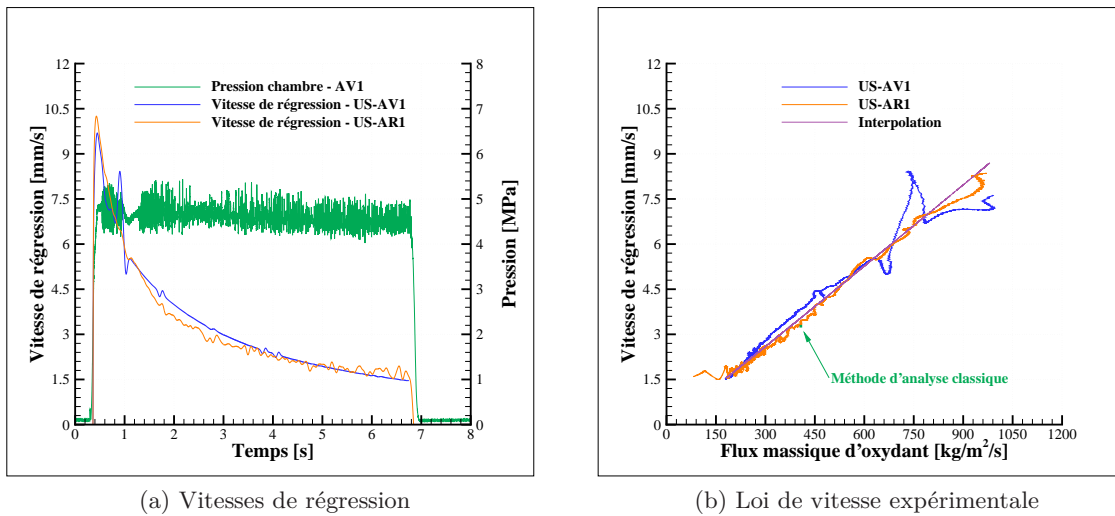 12
10.5
9
7.5
6
4.5
3
1.5
0
Vitesse de régression [mm/s]
Pression chambre - AV1
Vitesse de régression - US-AV1
Vitesse de régression - US-AR1
8
7
6
5
4
3
2
1
0
Pression [MPa]
0 1 2 3 4 5 6 7 8
Temps [s]
(a) Vitesses de régression
12
10.5
9
7.5
6
4.5
3
1.5
0
Vitesse de régression [mm/s]
US-AV1
US-AR1
Interpolation
Méthode d'analyse classique
0 150 300 450 600 750 900 1050 1200
Flux massique d'oxydant [kg/m²/s]
(b) Loi de vitesse expérimentale